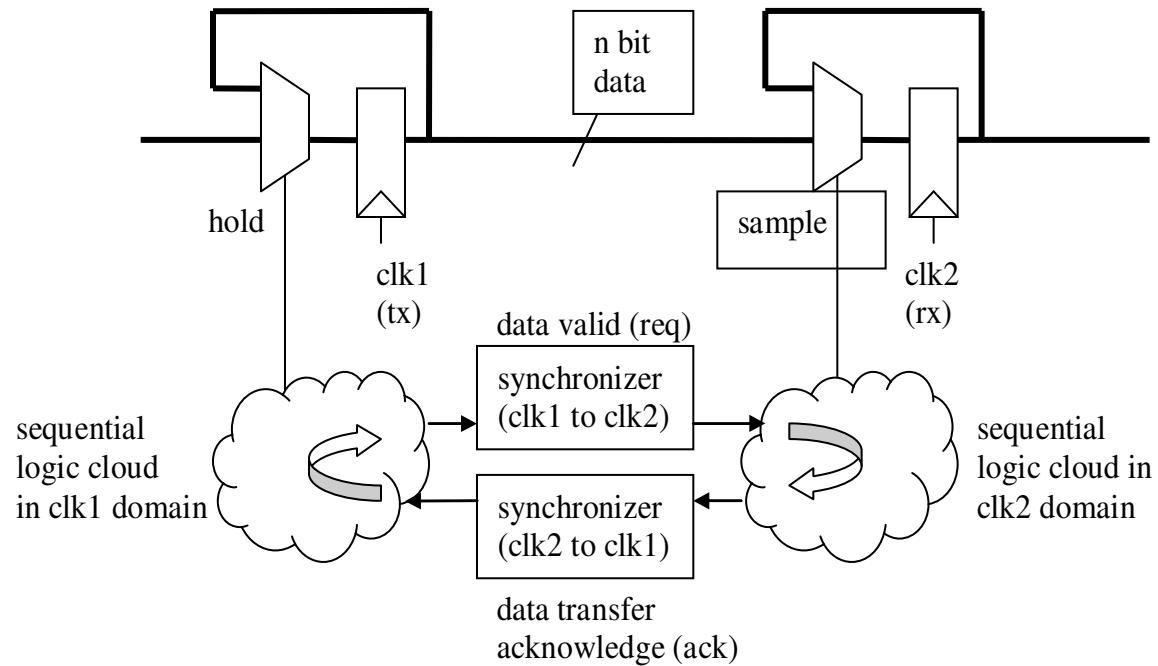 n bit
data
hold
sample
clk1
(tx)
clk2
(rx)
data valid (req)
synchronizer
(clk1 to clk2)
sequential
logic cloud
in clk1 domain
sequential
logic cloud in
clk2 domain
synchronizer
(clk2 to clk1)
data transfer
acknowledge (ack)